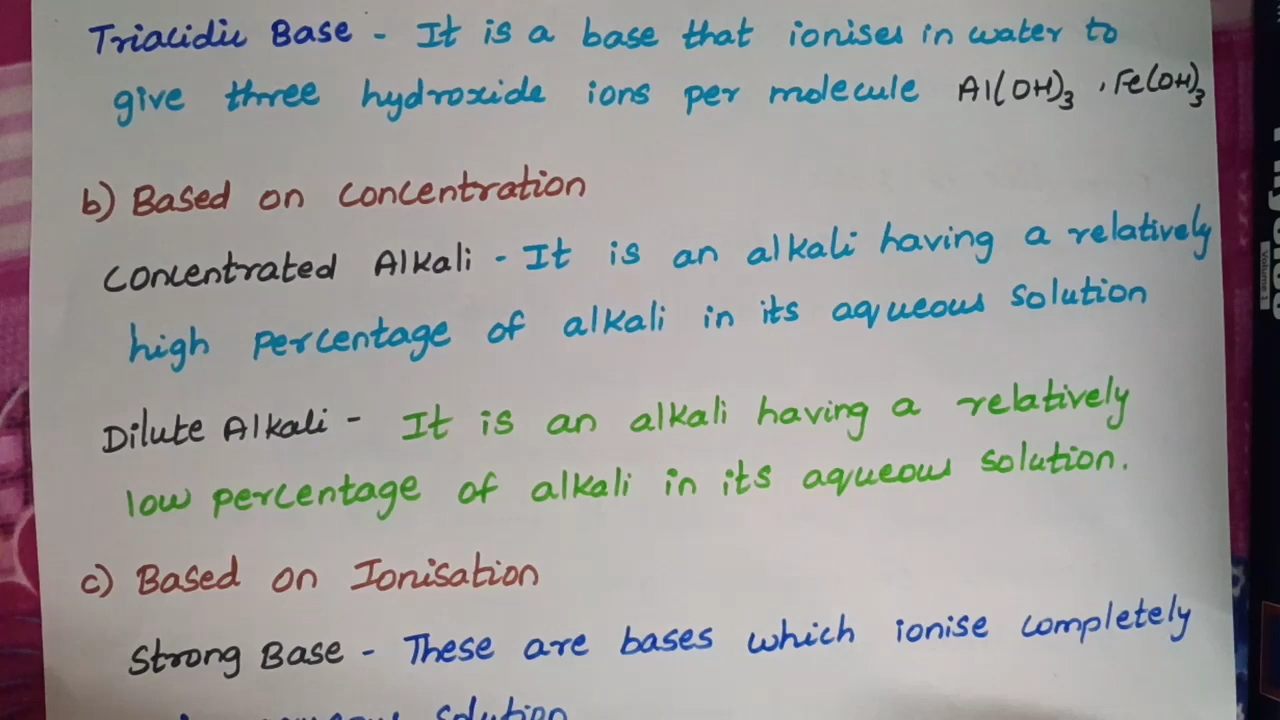 Triacidic Base - It is a base that ionises in water to
give three hydroxide ions per molecule Al(OH)₃, Fe(OH)₃
b) Based on concentration
Concentrated Alkali - It is an alkali having a relatively
high percentage of alkali in its aqueous solution
Dilute Alkali - It is an alkali having a relatively
low percentage of alkali in its aqueous solution.
c) Based on Ionisation
Strong Base - These are bases which ionise completely
solution
Volume 1